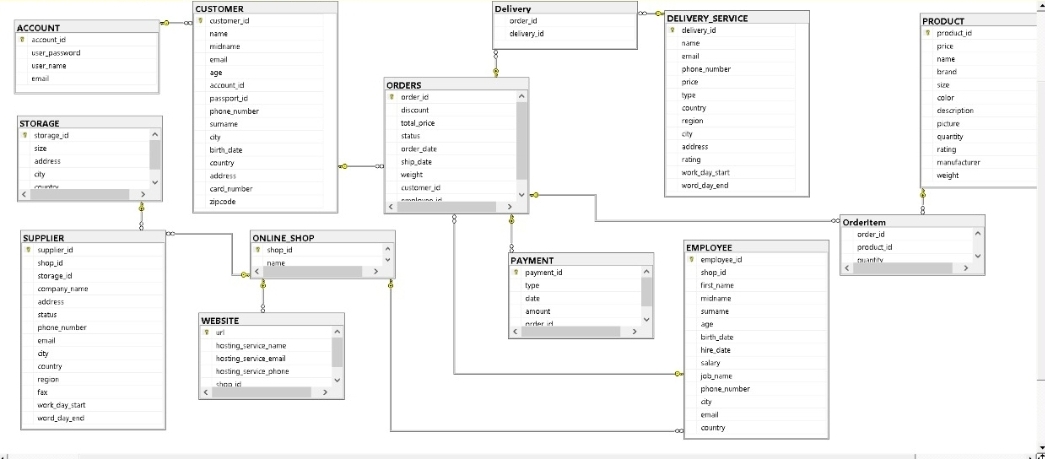 ACCOUNT
account_id
user_password
user_name
email
CUSTOMER
customer_id
name
midname
email
age
account_id
passport_id
phone_number
surname
city
birth_date
country
address
card_number
zipcode
Delivery
order_id
delivery_id
DELIVERY_SERVICE
delivery_id
name
email
phone_number
price
type
country
region
city
address
rating
work_day_start
word_day_end
PRODUCT
product_id
price
name
brand
size
color
description
picture
quantity
rating
manufacturer
weight
STORAGE
storage_id
size
address
city
country
ORDERS
order_id
discount
total_price
status
order_date
ship_date
weight
customer_id
employee_id
SUPPLIER
supplier_id
shop_id
storage_id
company_name
address
status
phone_number
email
city
country
region
fax
work_day_start
word_day_end
ONLINE_SHOP
shop_id
name
WEBSITE
url
hosting_service_name
hosting_service_email
hosting_service_phone
shop_id
PAYMENT
payment_id
type
date
amount
order_id
EMPLOYEE
employee_id
shop_id
first_name
midname
surname
age
birth_date
hire_date
salary
job_name
phone_number
city
email
country
OrderItem
order_id
product_id
quantity